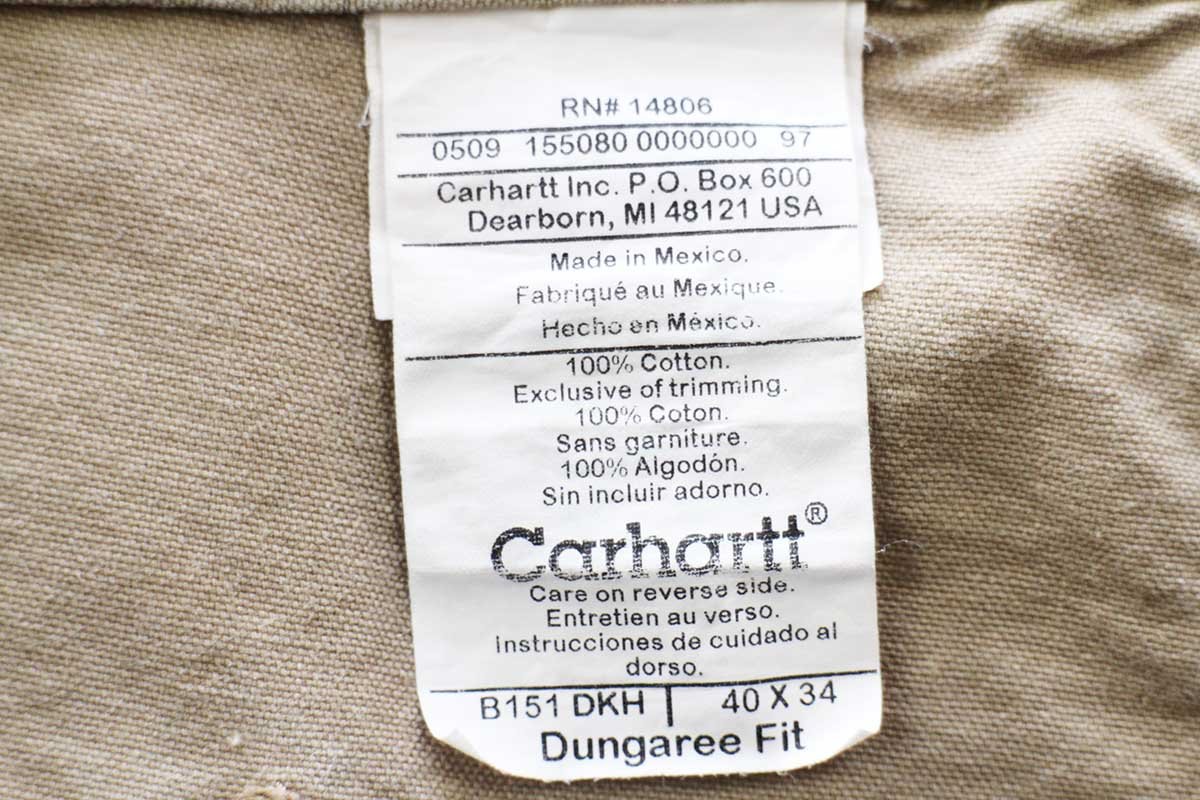 RN# 14806
0509 155080 0000000 97
Carhartt Inc. P.O. Box 600
Dearborn, MI 48121 USA
Made in Mexico.
Fabriqué au Mexique.
Hecho en México.
100% Cotton.
Exclusive of trimming.
100% Coton.
Sans garniture.
100% Algodón.
Sin incluir adorno.
Carhartt®
Care on reverse side.
Entretien au verso.
Instrucciones de cuidado al
dorso.
B151 DKH | 40 X 34
Dungaree Fit